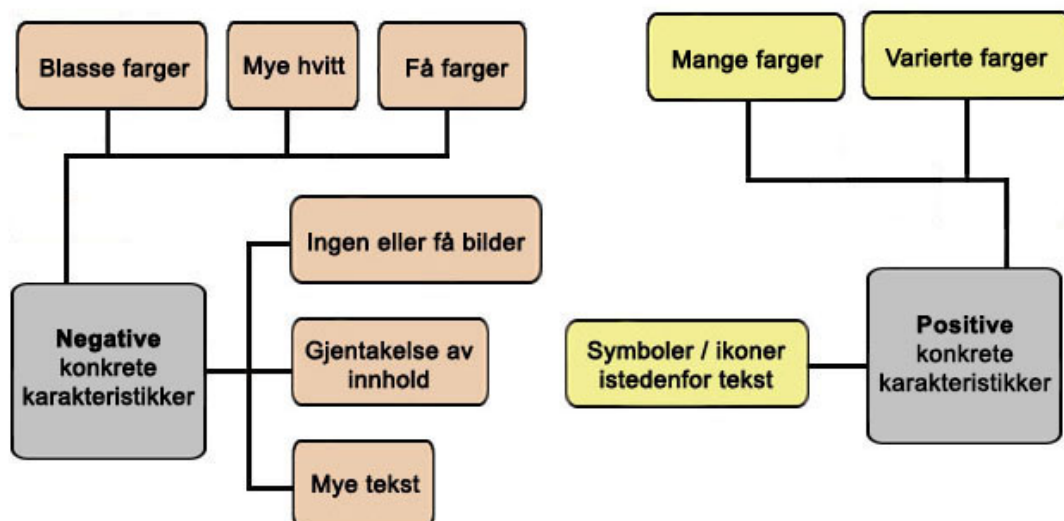 Blasse farger
Mye hvitt
Få farger
Mange farger
Varierte farger
Ingen eller få bilder
Negative
konkrete
karakteristikker
Gjentakelse av
innhold
Mye tekst
Symboler / ikoner
istedenfor tekst
Positive
konkrete
karakteristikker